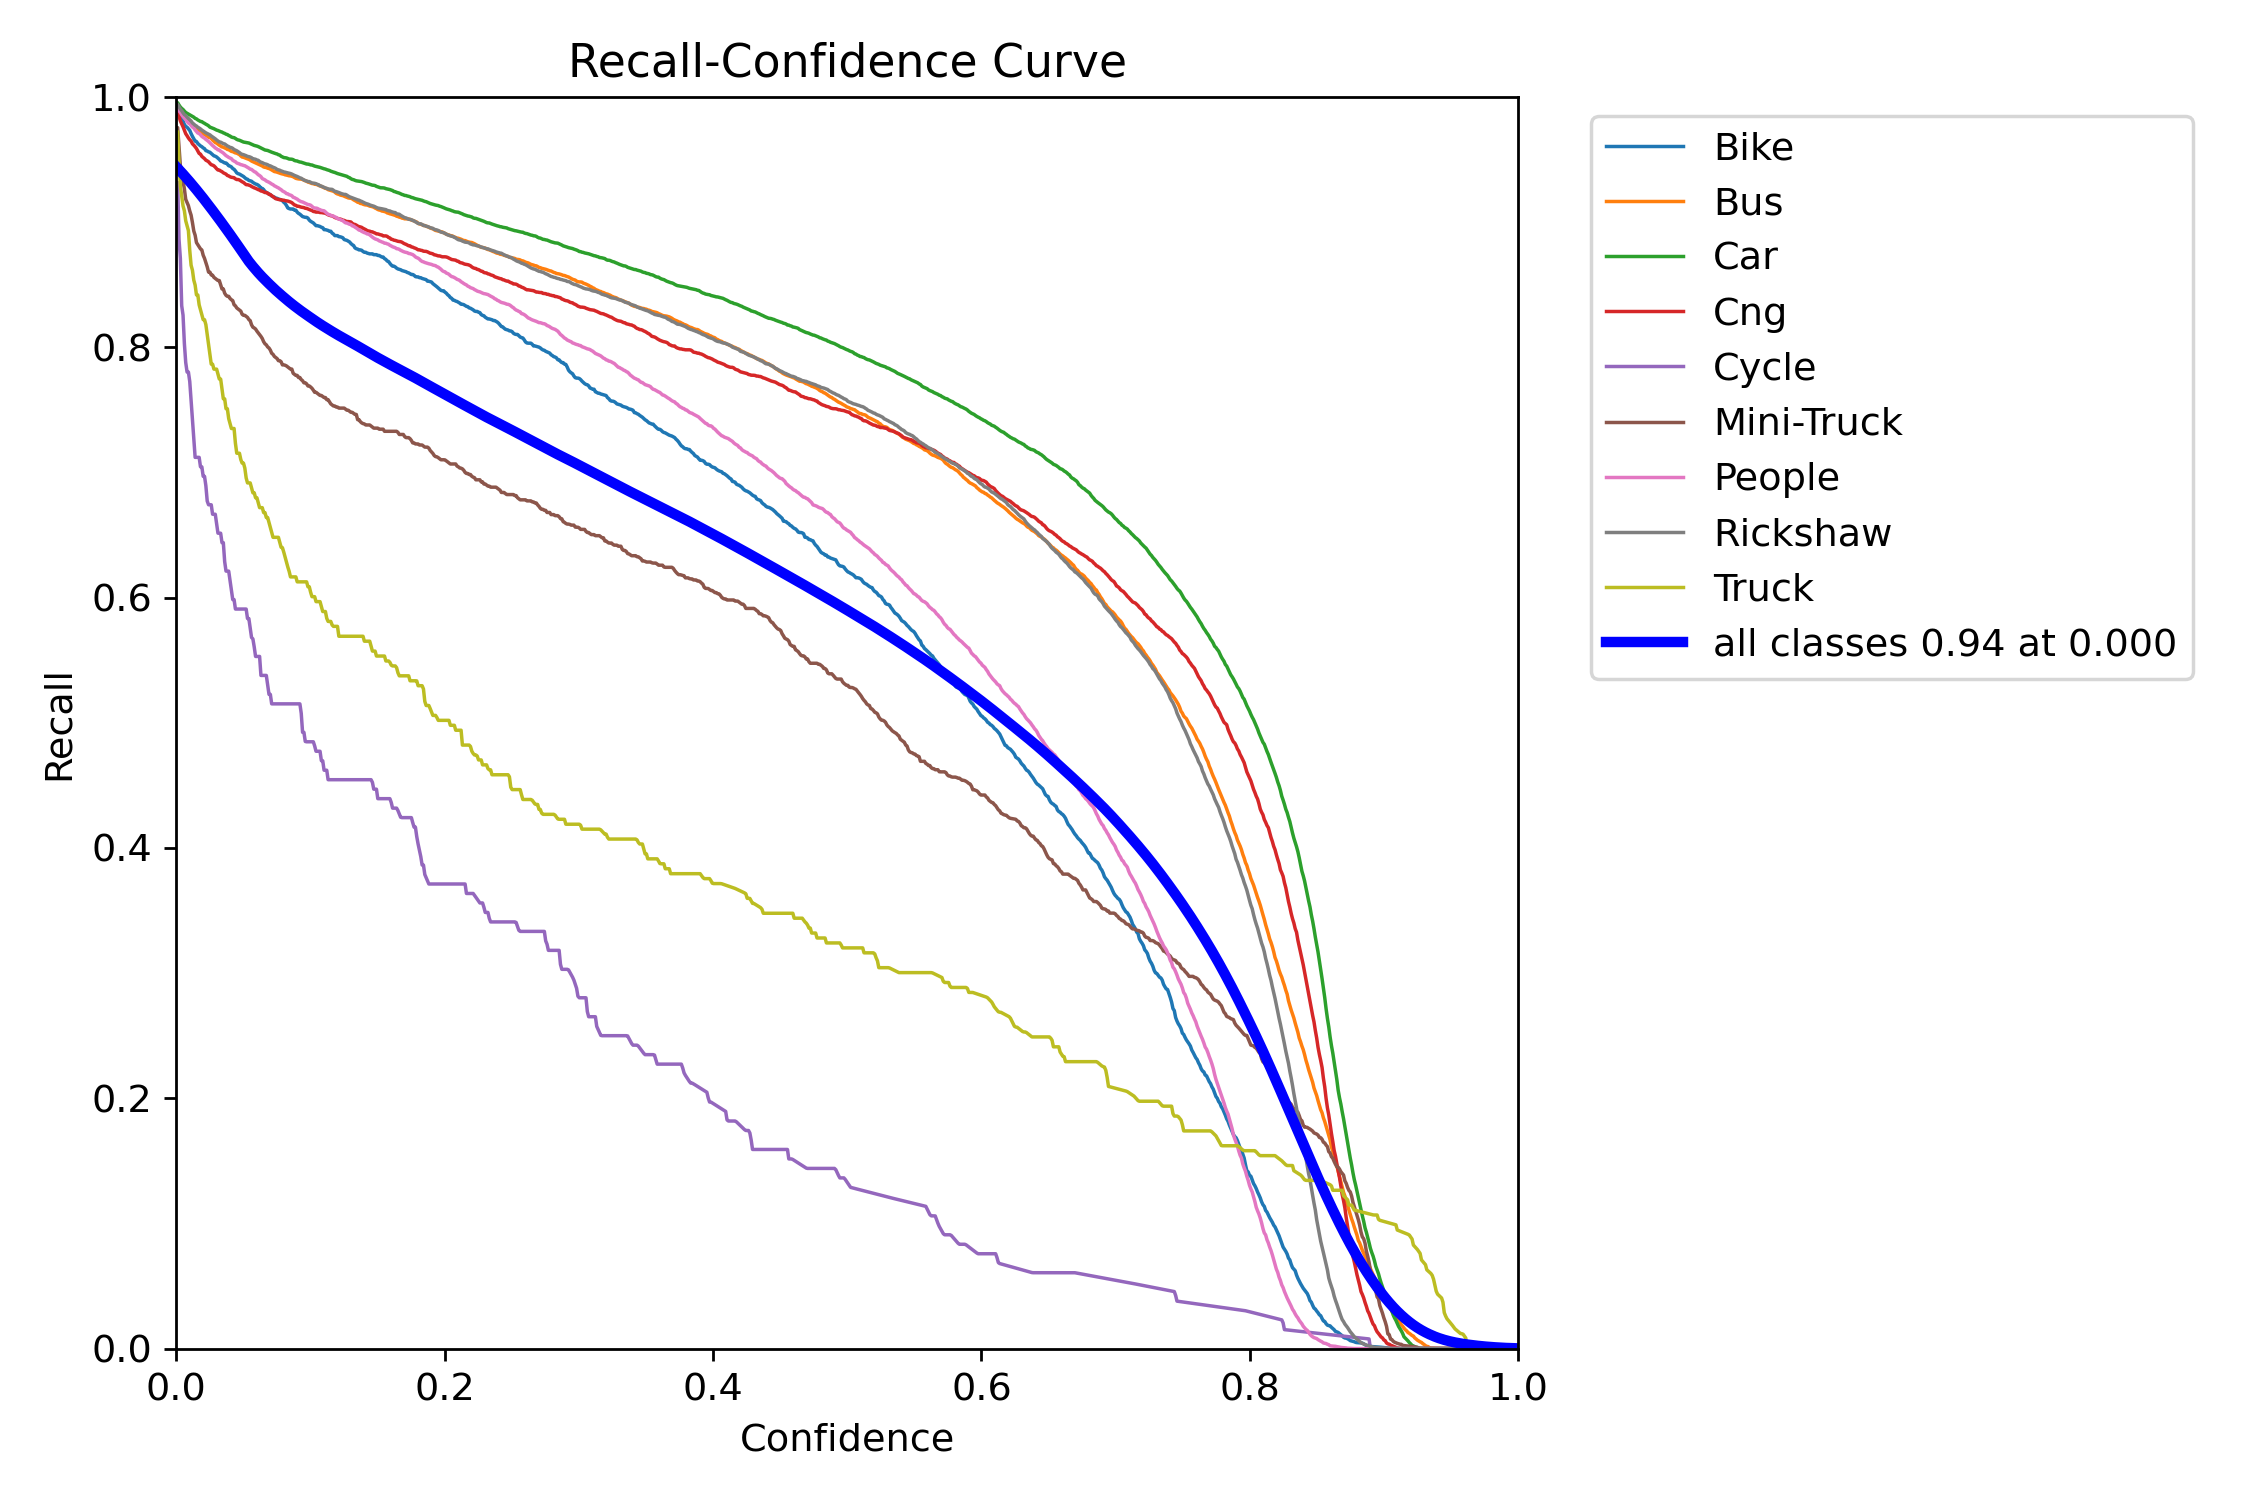 Recall-Confidence Curve
1.0
0.8
0.6
0.4
0.2
0.0
Recall
0.0 0.2 0.4 0.6 0.8 1.0
Confidence
Bike
Bus
Car
Cng
Cycle
Mini-Truck
People
Rickshaw
Truck
all classes 0.94 at 0.000